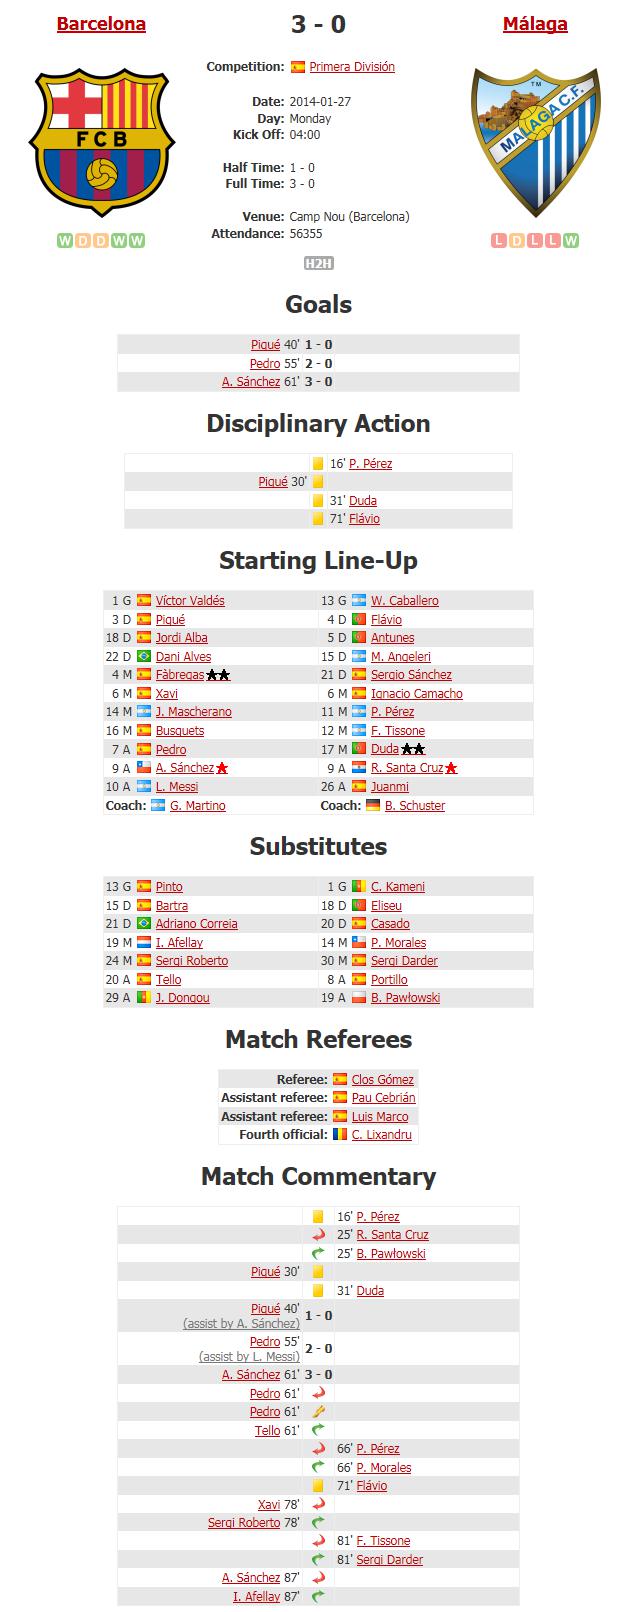 Barcelona 3 - 0 Málaga
Competition: Primera División
TM
FCB
MALAGA C.F.
Date: 2014-01-27
Day: Monday
Kick Off: 04:00
Half Time: 1 - 0
Full Time: 3 - 0
Venue: Camp Nou (Barcelona)
Attendance: 56355
W D D W W
L D L L W
H2H
Goals
Piqué 40' 1 - 0
Pedro 55' 2 - 0
A. Sánchez 61' 3 - 0
Disciplinary Action
16' P. Pérez
Piqué 30'
31' Duda
71' Flávio
Starting Line-Up
1 G Víctor Valdés 13 G W. Caballero
3 D Piqué 4 D Flávio
18 D Jordi Alba 5 D Antunes
22 D Dani Alves 15 D M. Angeleri
4 M Fàbregas 21 D Sergio Sánchez
6 M Xavi 6 M Ignacio Camacho
14 M J. Mascherano 11 M P. Pérez
16 M Busquets 12 M F. Tissone
7 A Pedro 17 M Duda
9 A A. Sánchez 9 A R. Santa Cruz
10 A L. Messi 26 A Juanmi
Coach: G. Martino Coach: B. Schuster
Substitutes
13 G Pinto 1 G C. Kameni
15 D Bartra 18 D Eliseu
21 D Adriano Correia 20 D Casado
19 M I. Afellay 14 M P. Morales
24 M Sergi Roberto 30 M Sergi Darder
20 A Tello 8 A Portillo
29 A J. Dongou 19 A B. Pawłowski
Match Referees
Referee: Clos Gómez
Assistant referee: Pau Cebrián
Assistant referee: Luis Marco
Fourth official: C. Lixandru
Match Commentary
16' P. Pérez
25' R. Santa Cruz
25' B. Pawłowski
Piqué 30'
31' Duda
Piqué 40' 1 - 0
(assist by A. Sánchez)
Pedro 55' 2 - 0
(assist by L. Messi)
A. Sánchez 61' 3 - 0
Pedro 61'
Pedro 61'
Tello 61'
66' P. Pérez
66' P. Morales
71' Flávio
Xavi 78'
Sergi Roberto 78'
81' F. Tissone
81' Sergi Darder
A. Sánchez 87'
I. Afellay 87'